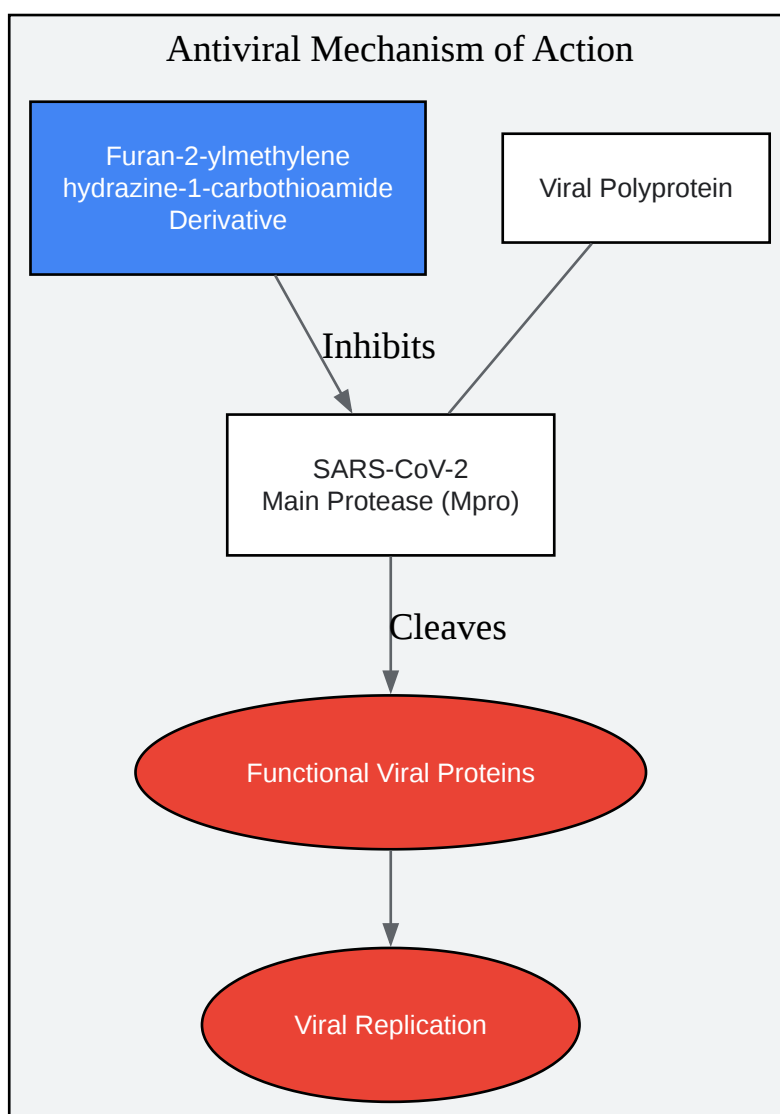 Antiviral Mechanism of Action
Furan-2-ylmethylene
hydrazine-1-carbothioamide
Derivative
Viral Polyprotein
Inhibits
SARS-CoV-2
Main Protease (Mpro)
Cleaves
Functional Viral Proteins
Viral Replication